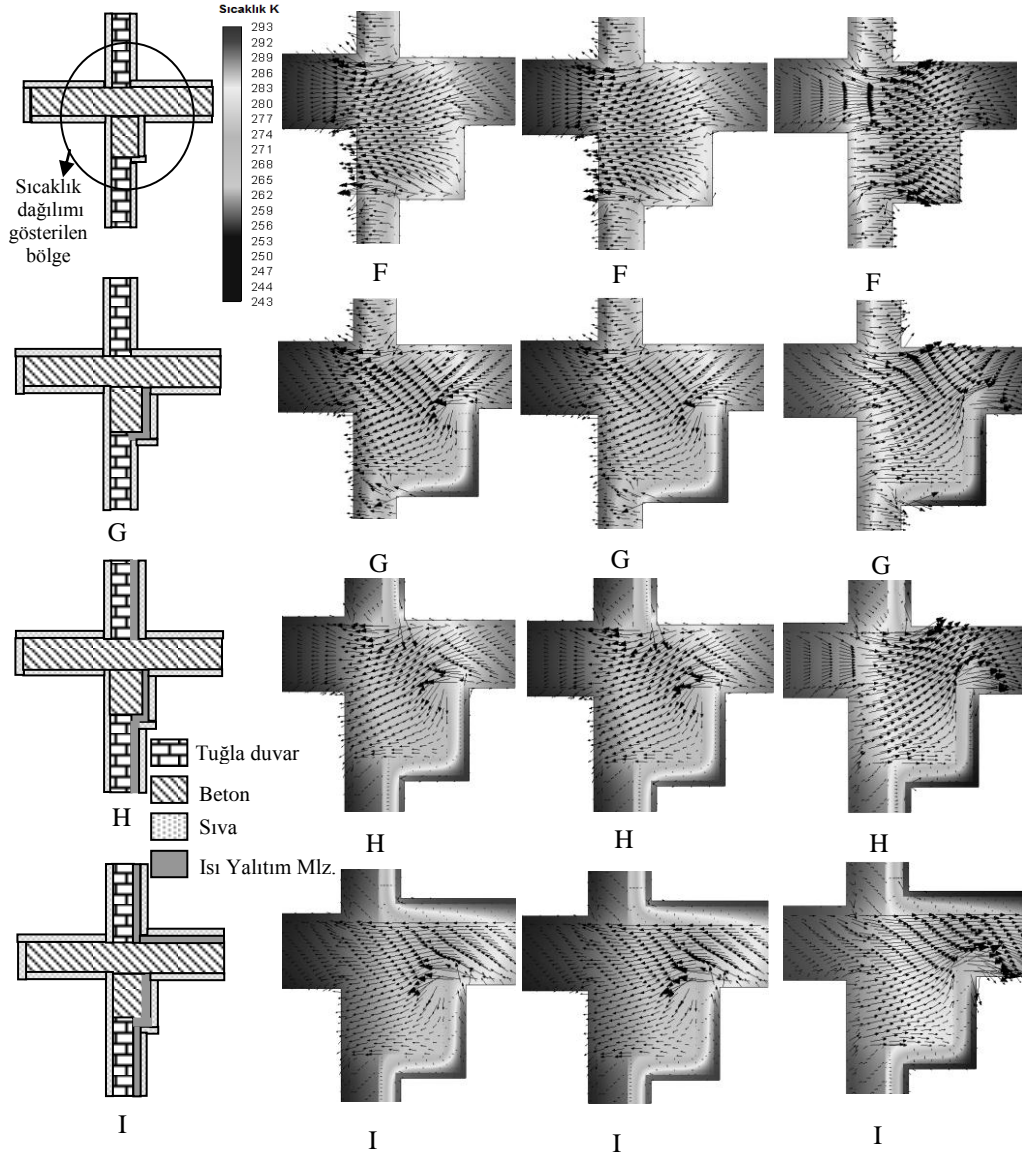 Sıcaklık K
293
292
289
286
283
280
277
274
271
268
265
262
259
256
253
250
247
244
243
Sıcaklık
dağılımı
gösterilen
bölge
F
F
F
G
G
G
G
H
H
H
H
Tuğla duvar
Beton
Sıva
Isı Yalıtım Mlz.
I
I
I
I